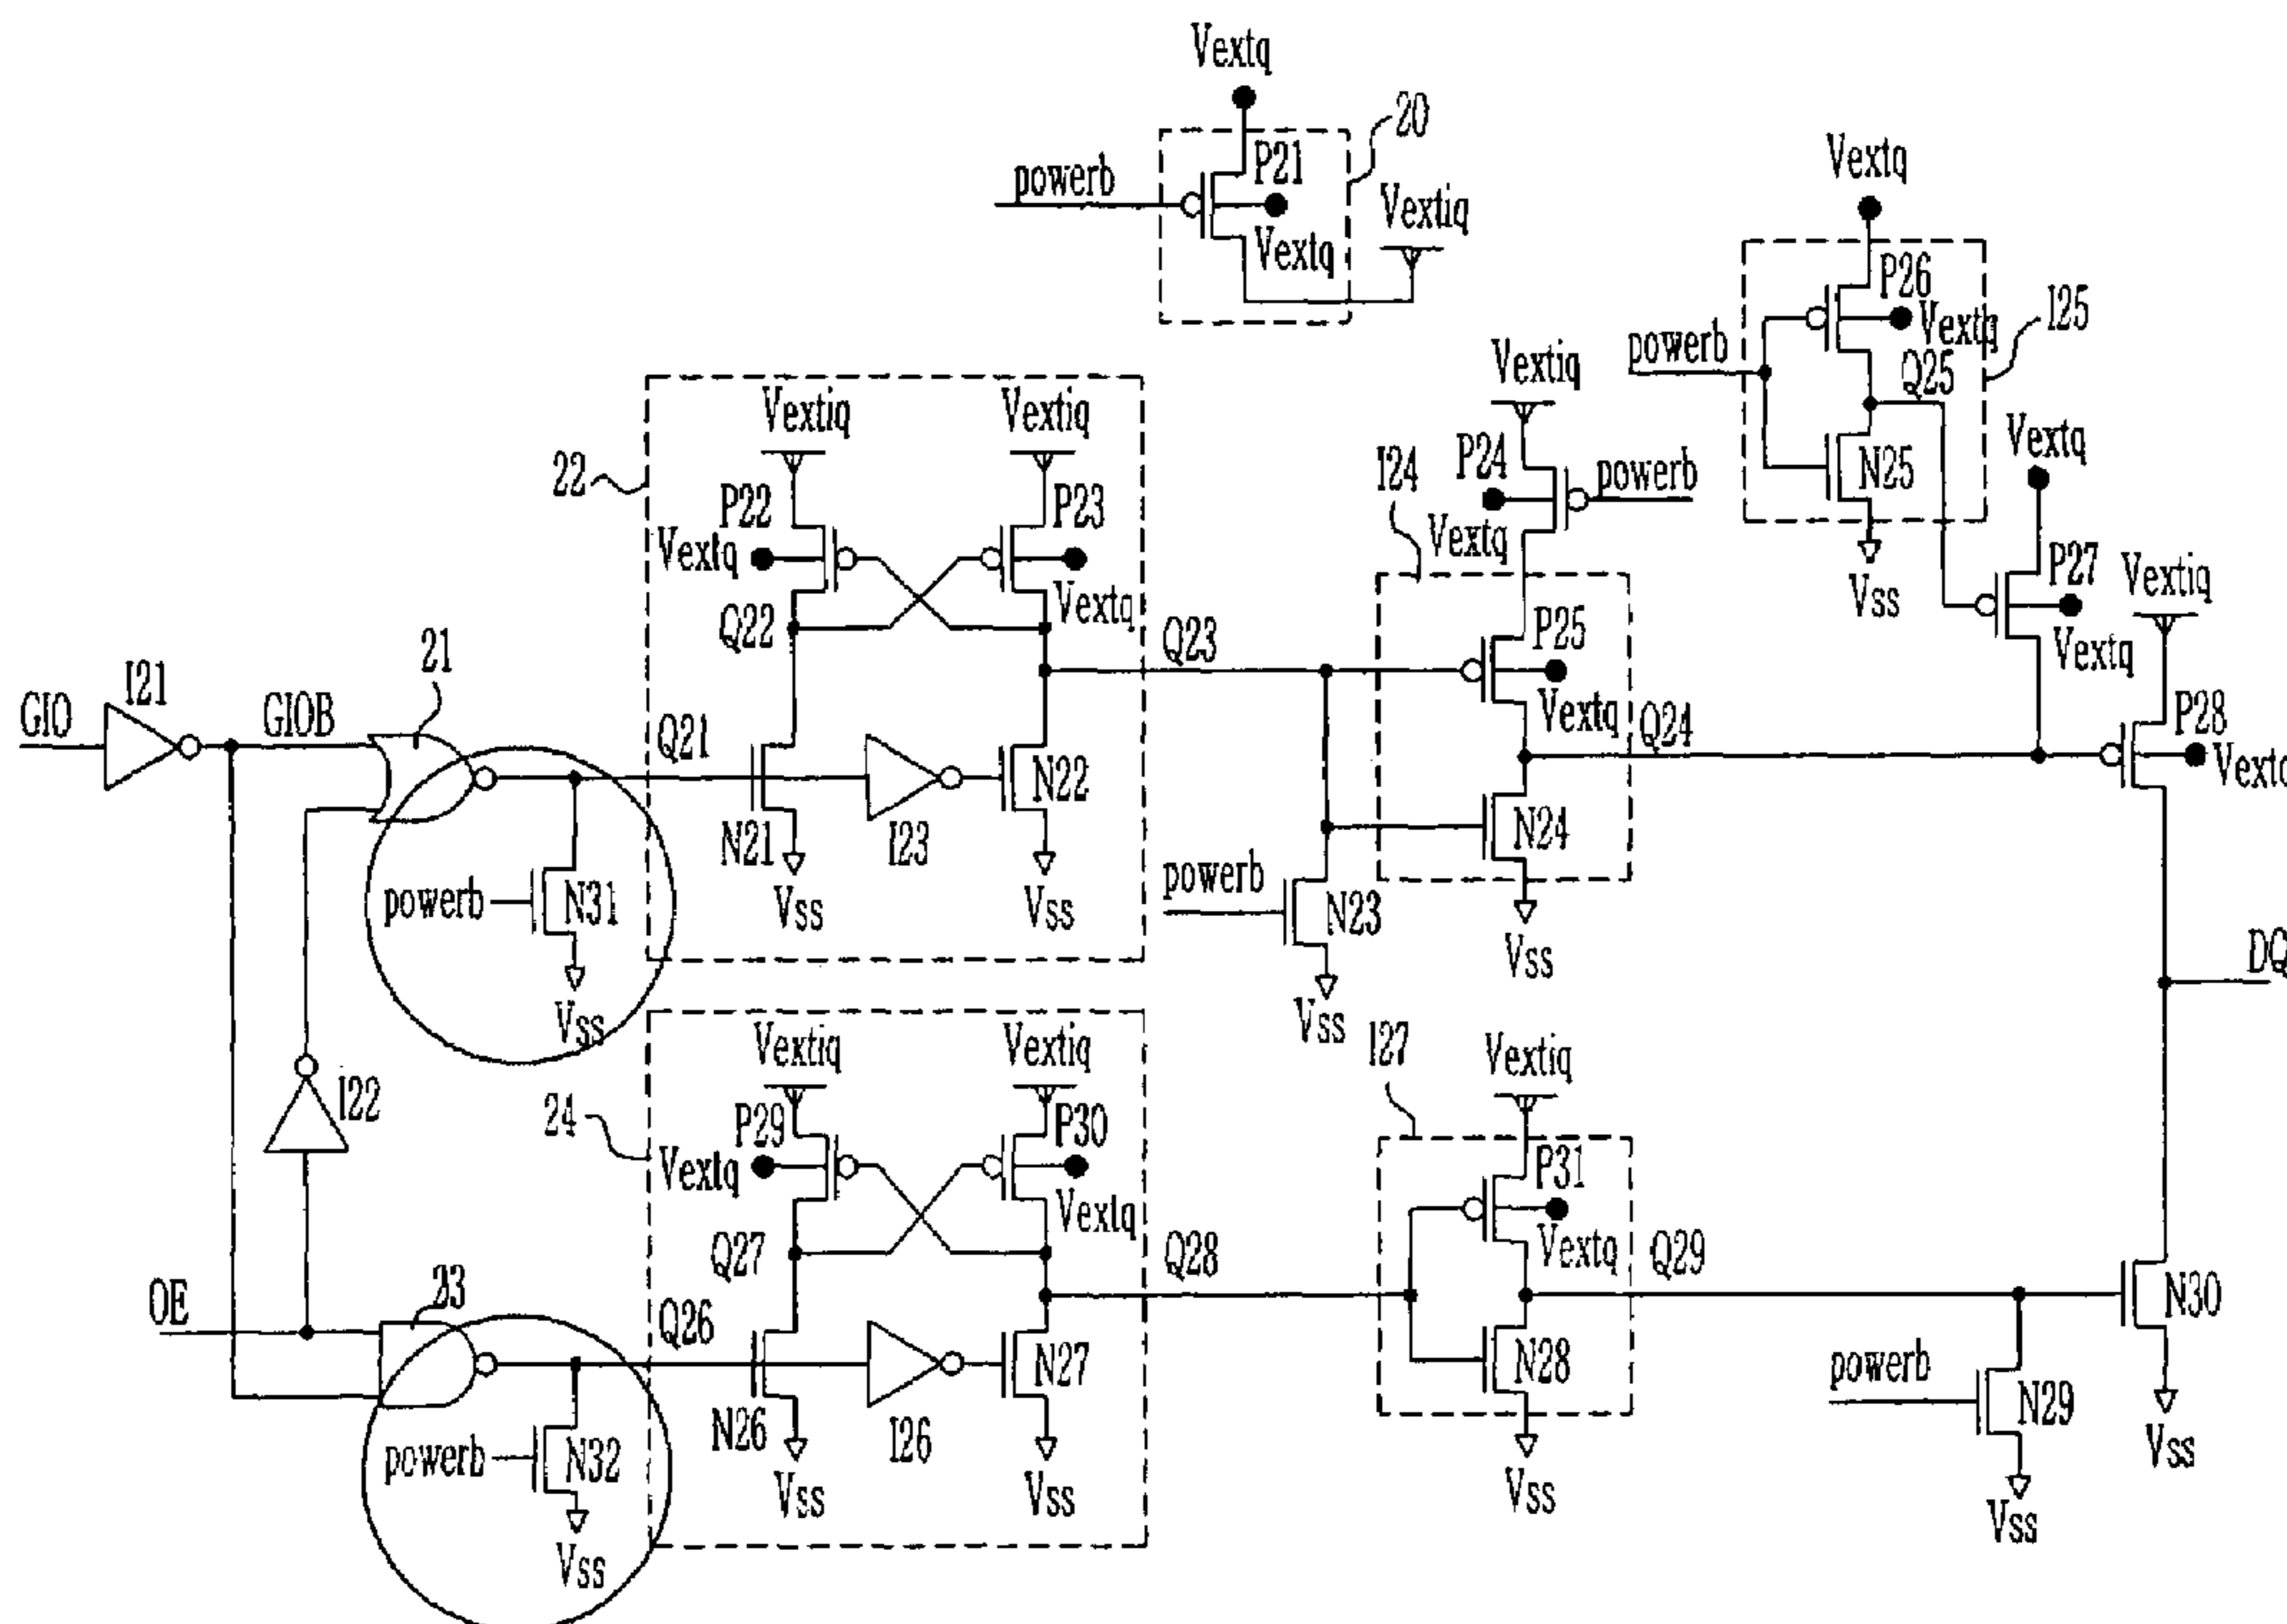 Vextq
20
powerb
P21
Vextq
Vextiq
Vextq
P26
Vextq
I25
powerb
Q25
N25
Vss
22
Vextiq
Vextiq
P22
P23
Vextq
Vextq
Q22
Vextiq
P24
powerb
Vextq
I24
P25
Vextq
Vextq
P27
Vextq
Vextiq
P28
GIO
I21
GIOB
21
Q21
Q23
Q24
N21
I23
N22
Vss
Vss
powerb
N31
Vss
powerb
N23
Vss
N24
Vss
DQ
I22
24
Vextiq
Vextiq
P29
P30
Vextq
Vextq
Q27
I27
Vextiq
P31
Vextq
OE
23
Q26
Q28
Q29
N26
I26
N27
Vss
Vss
powerb
N32
Vss
N28
Vss
powerb
N29
Vss
N30
Vss